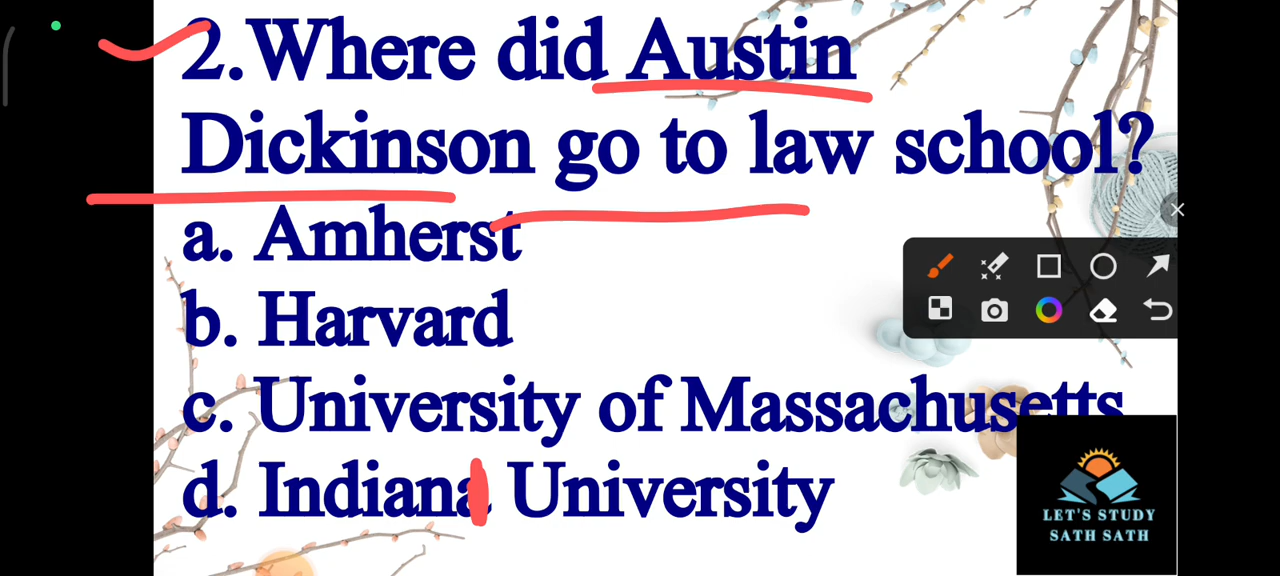 2.Where did Austin
Dickinson go to law school?
a. Amherst
b. Harvard
c. University of Massachusetts
d. Indiana University
LET'S STUDY
SATH SATH